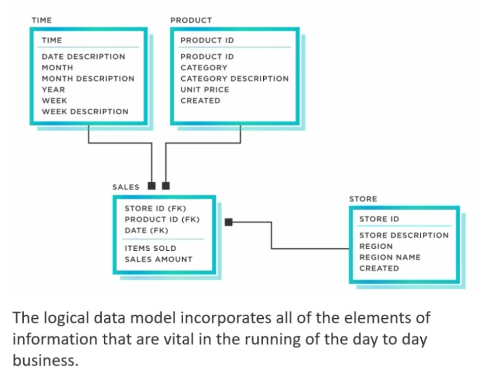 TIME
TIME
DATE DESCRIPTION
MONTH
MONTH DESCRIPTION
YEAR
WEEK
WEEK DESCRIPTION
PRODUCT
PRODUCT ID
PRODUCT ID
CATEGORY
CATEGORY DESCRIPTION
UNIT PRICE
CREATED
SALES
STORE ID (FK)
PRODUCT ID (FK)
DATE (FK)
ITEMS SOLD
SALES AMOUNT
STORE
STORE ID
STORE DESCRIPTION
REGION
REGION NAME
CREATED
The logical data model incorporates all of the elements of
information that are vital in the running of the day to day
business.